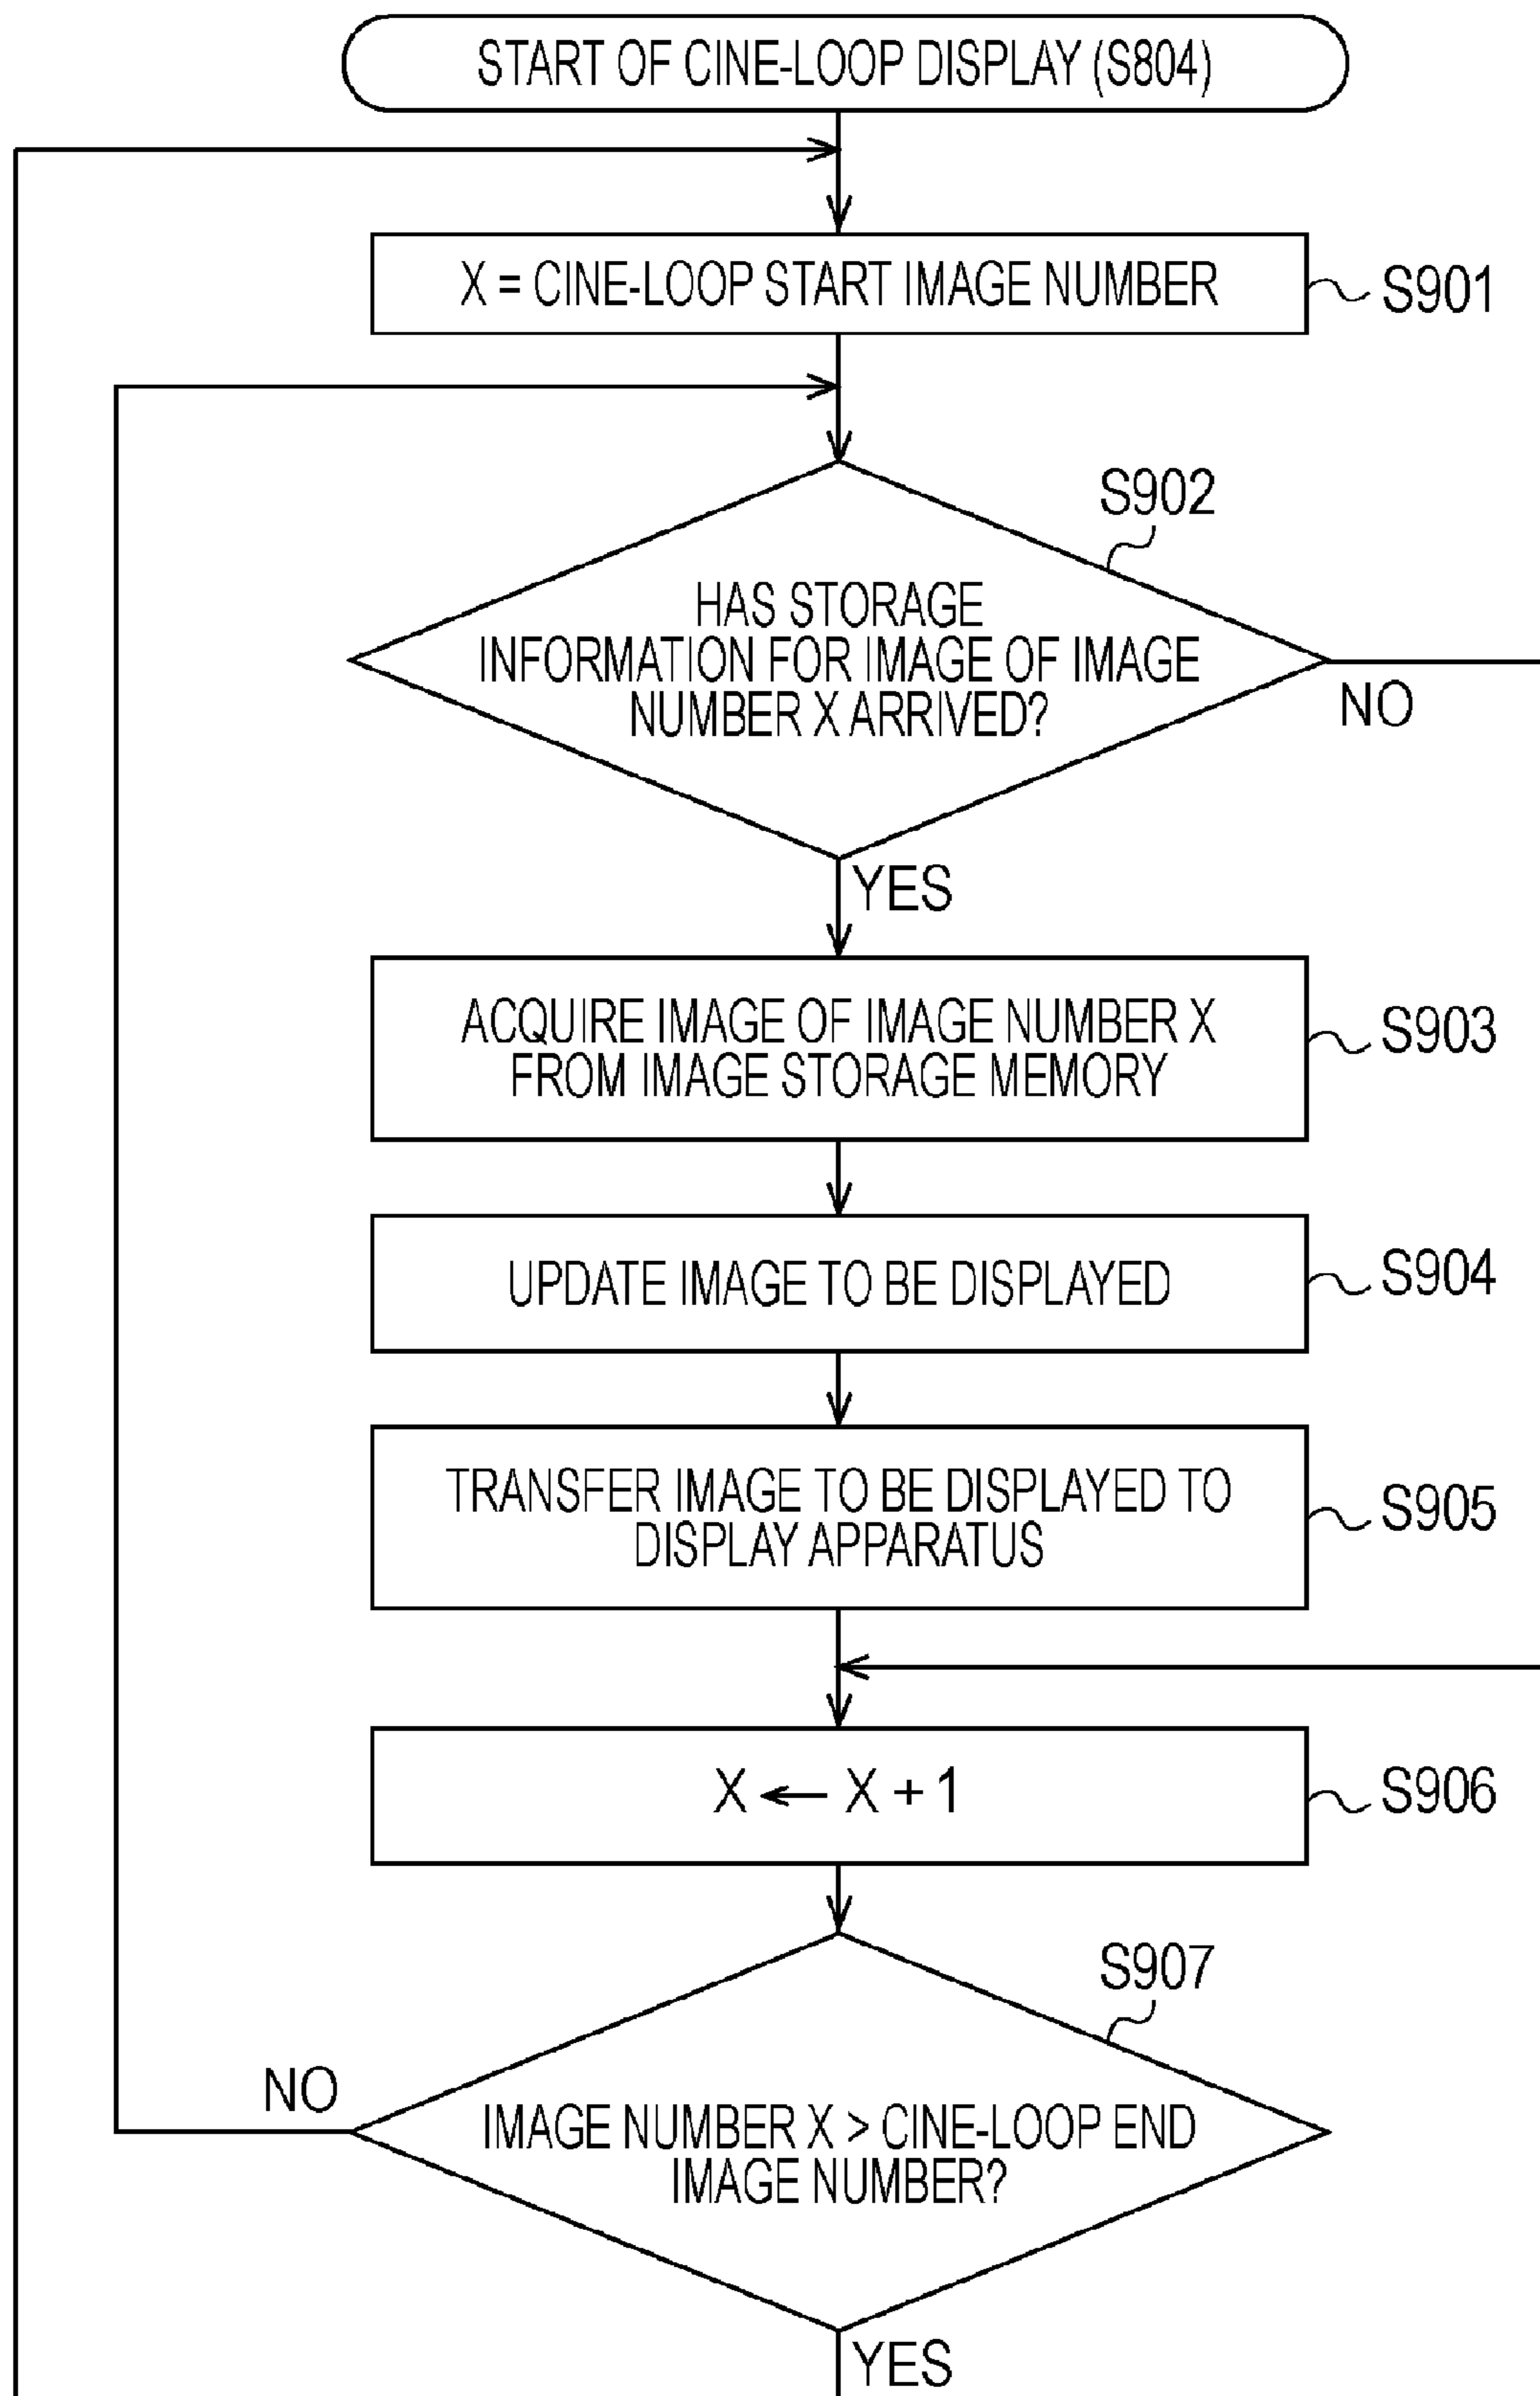 START OF CINE-LOOP DISPLAY (S804)
X = CINE-LOOP START IMAGE NUMBER
S901
S902
HAS STORAGE
INFORMATION FOR IMAGE OF IMAGE
NUMBER X ARRIVED?
NO
YES
ACQUIRE IMAGE OF IMAGE NUMBER X
FROM IMAGE STORAGE MEMORY
S903
UPDATE IMAGE TO BE DISPLAYED
S904
TRANSFER IMAGE TO BE DISPLAYED TO
DISPLAY APPARATUS
S905
X ← X + 1
S906
S907
NO
IMAGE NUMBER X > CINE-LOOP END
IMAGE NUMBER?
YES